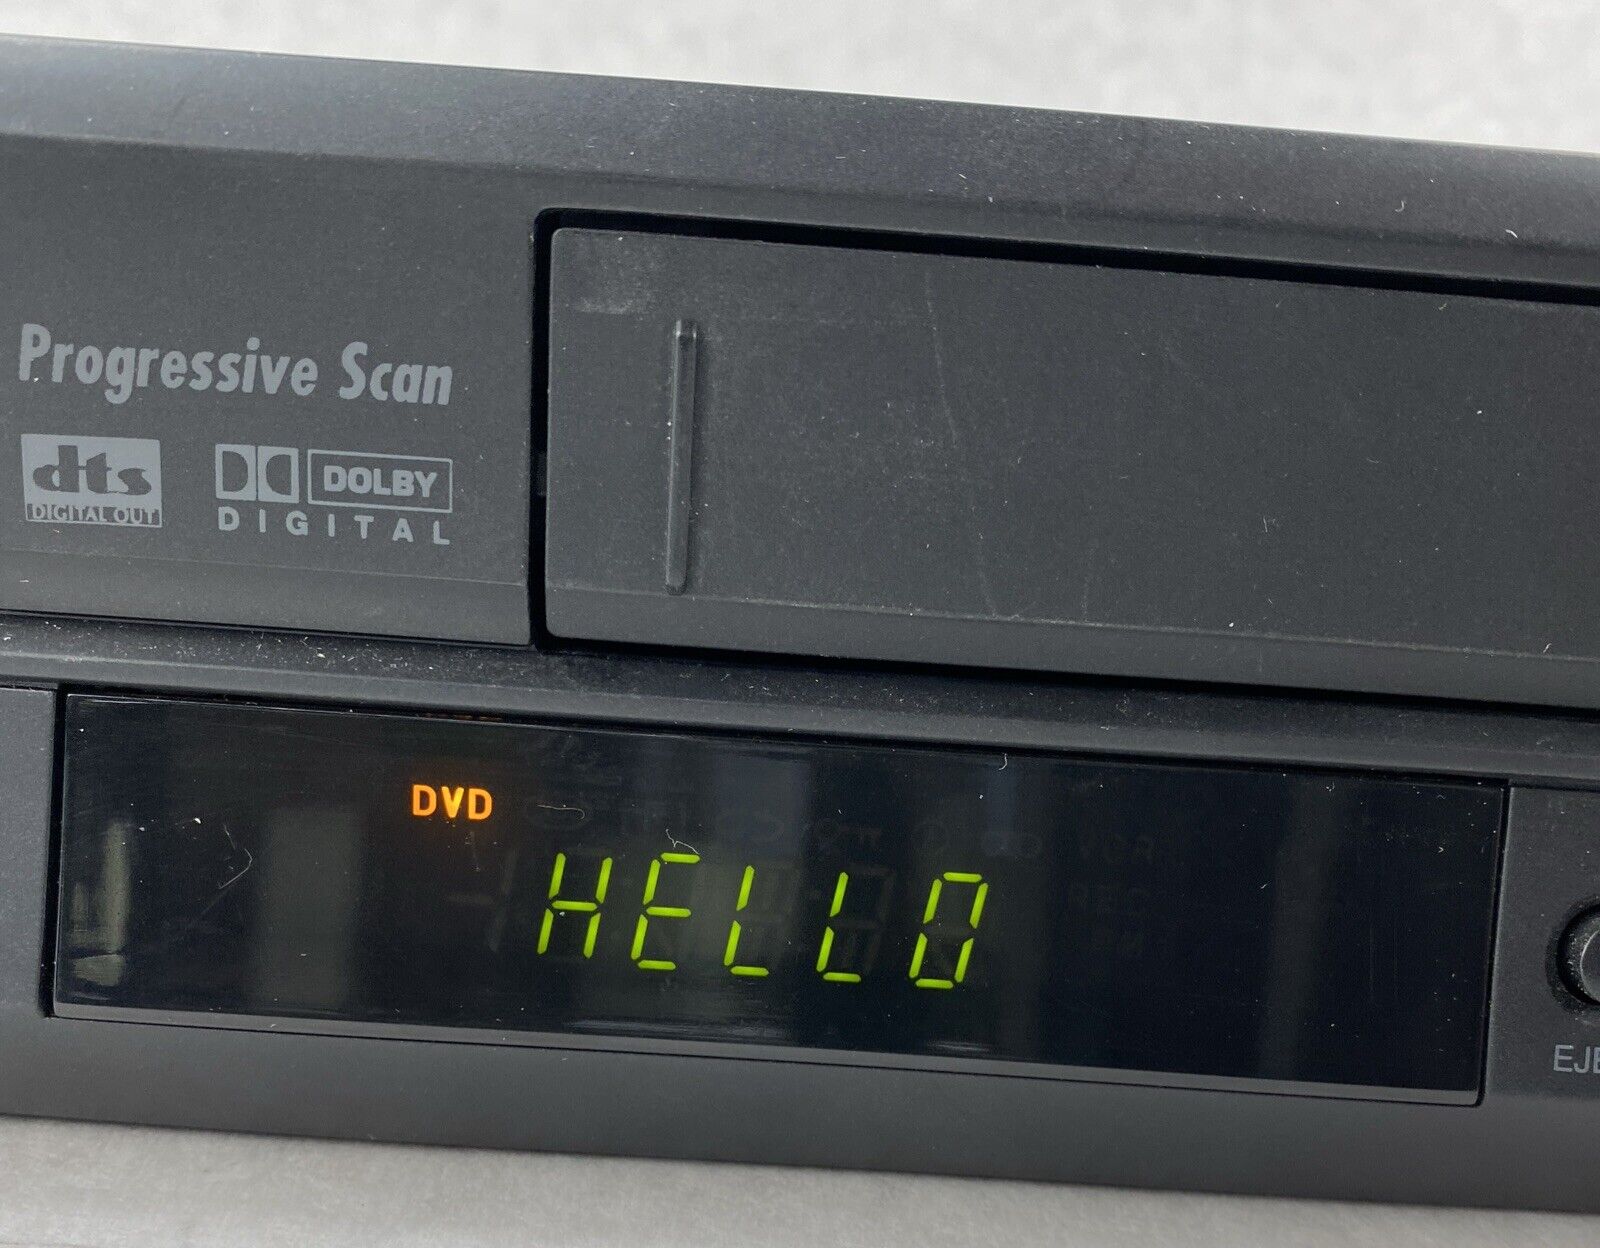 Progressive Scan
dts
DIGITAL OUT
DOLBY
DIGITAL
DVD
HELLO